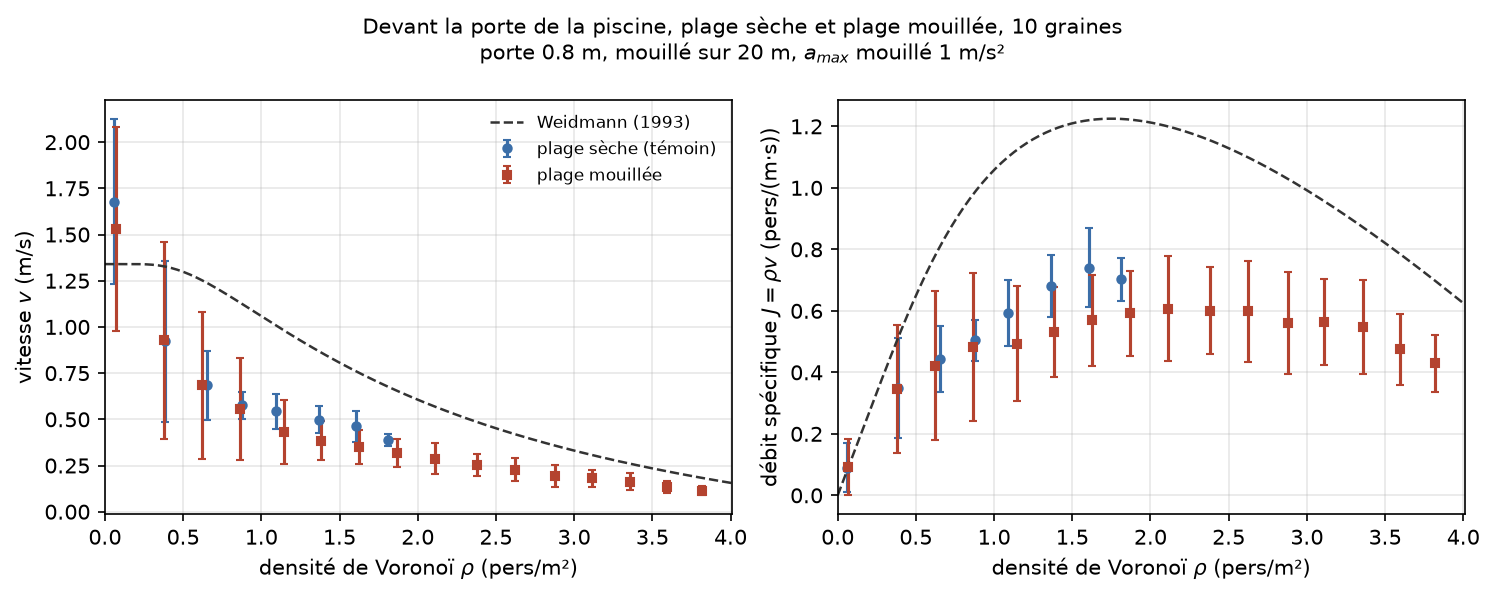 Devant la porte de la piscine, plage sèche et plage mouillée, 10 graines
porte 0.8 m, mouillé sur 20 m, a_max mouillé 1 m/s²
Weidmann (1993)
plage sèche (témoin)
plage mouillée
vitesse v (m/s)
2.00
1.75
1.50
1.25
1.00
0.75
0.50
0.25
0.00
0.0 0.5 1.0 1.5 2.0 2.5 3.0 3.5 4.0
densité de Voronoï ρ (pers/m²)
débit spécifique J = ρv (pers/(m·s))
1.2
1.0
0.8
0.6
0.4
0.2
0.0
0.0 0.5 1.0 1.5 2.0 2.5 3.0 3.5 4.0
densité de Voronoï ρ (pers/m²)